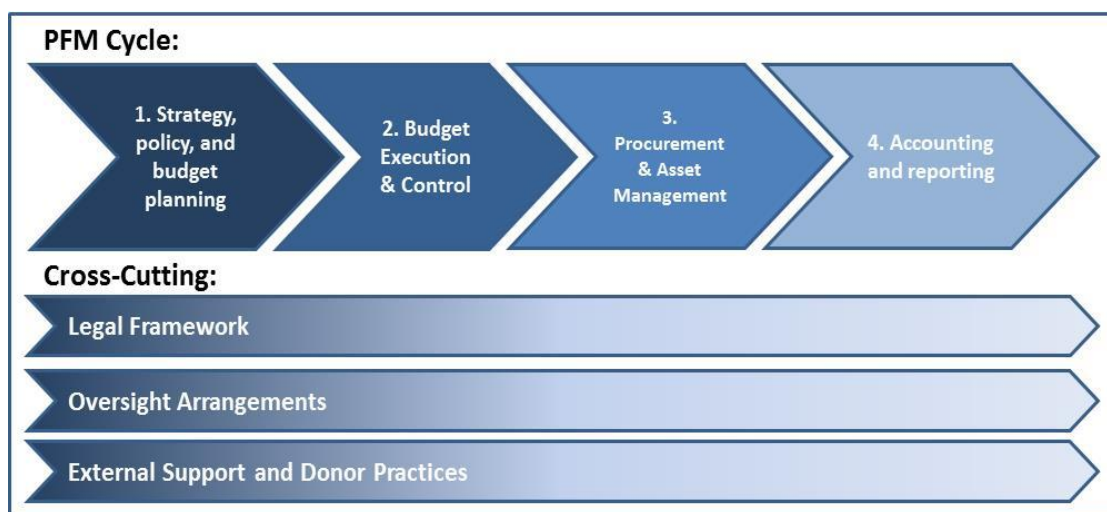 PFM Cycle:
1. Strategy,
policy, and
budget
planning
2. Budget
Execution
& Control
3.
Procurement
& Asset
Management
4. Accounting
and reporting
Cross-Cutting:
Legal Framework
Oversight Arrangements
External Support and Donor Practices